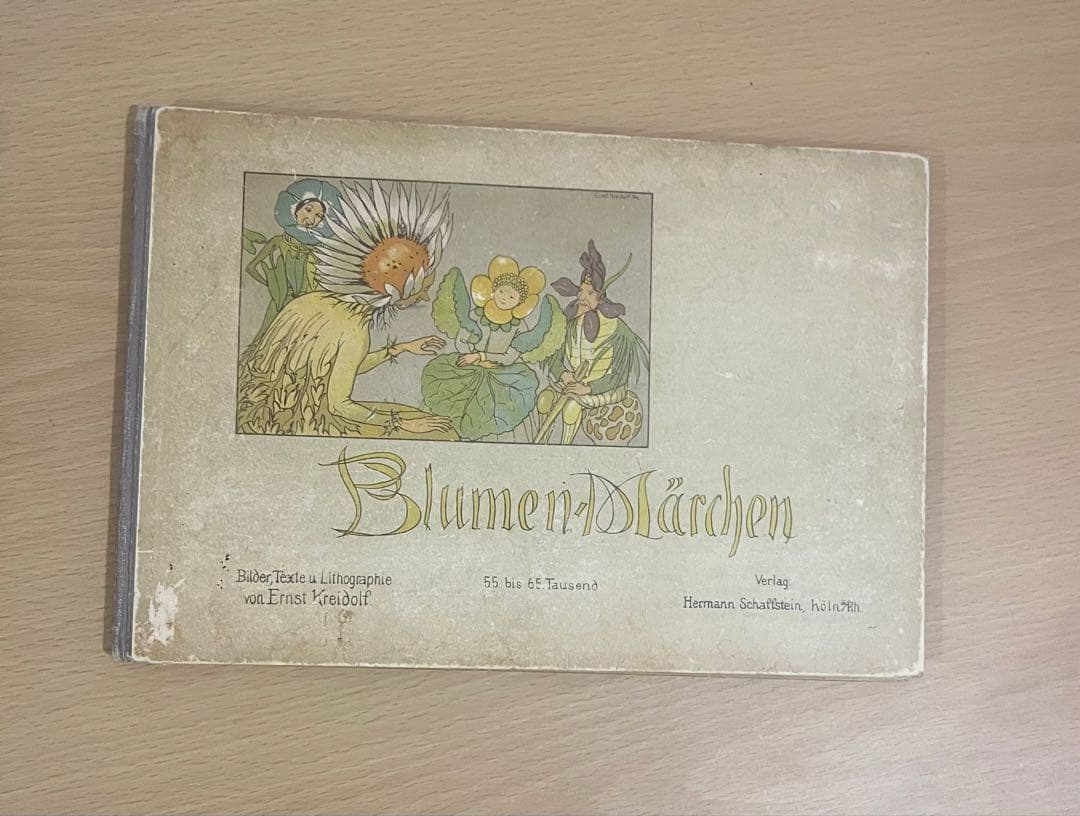 Blumen-Märchen
Bilder, Texte u. Lithographie
von Ernst Kreidolf.
55. bis 65. Tausend
Verlag.
Hermann Schaffstein, Köln a/Rh.